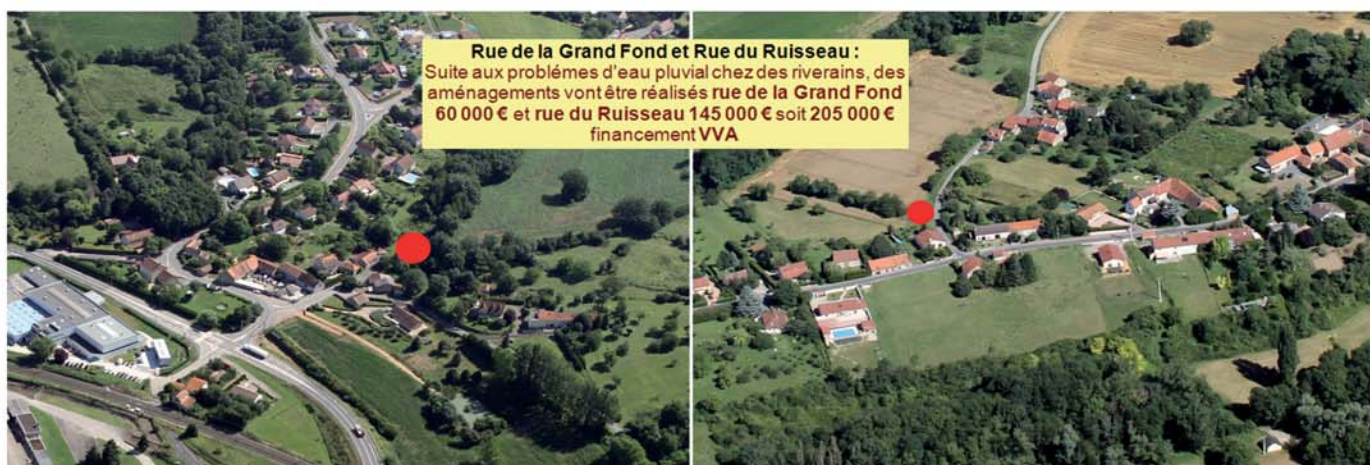 Rue de la Grand Fond et Rue du Ruisseau :
Suite aux problémes d'eau pluvial chez des riverains, des
aménagements vont être réalisés rue de la Grand Fond
60 000 € et rue du Ruisseau 145 000 € soit 205 000 €
financement VVA